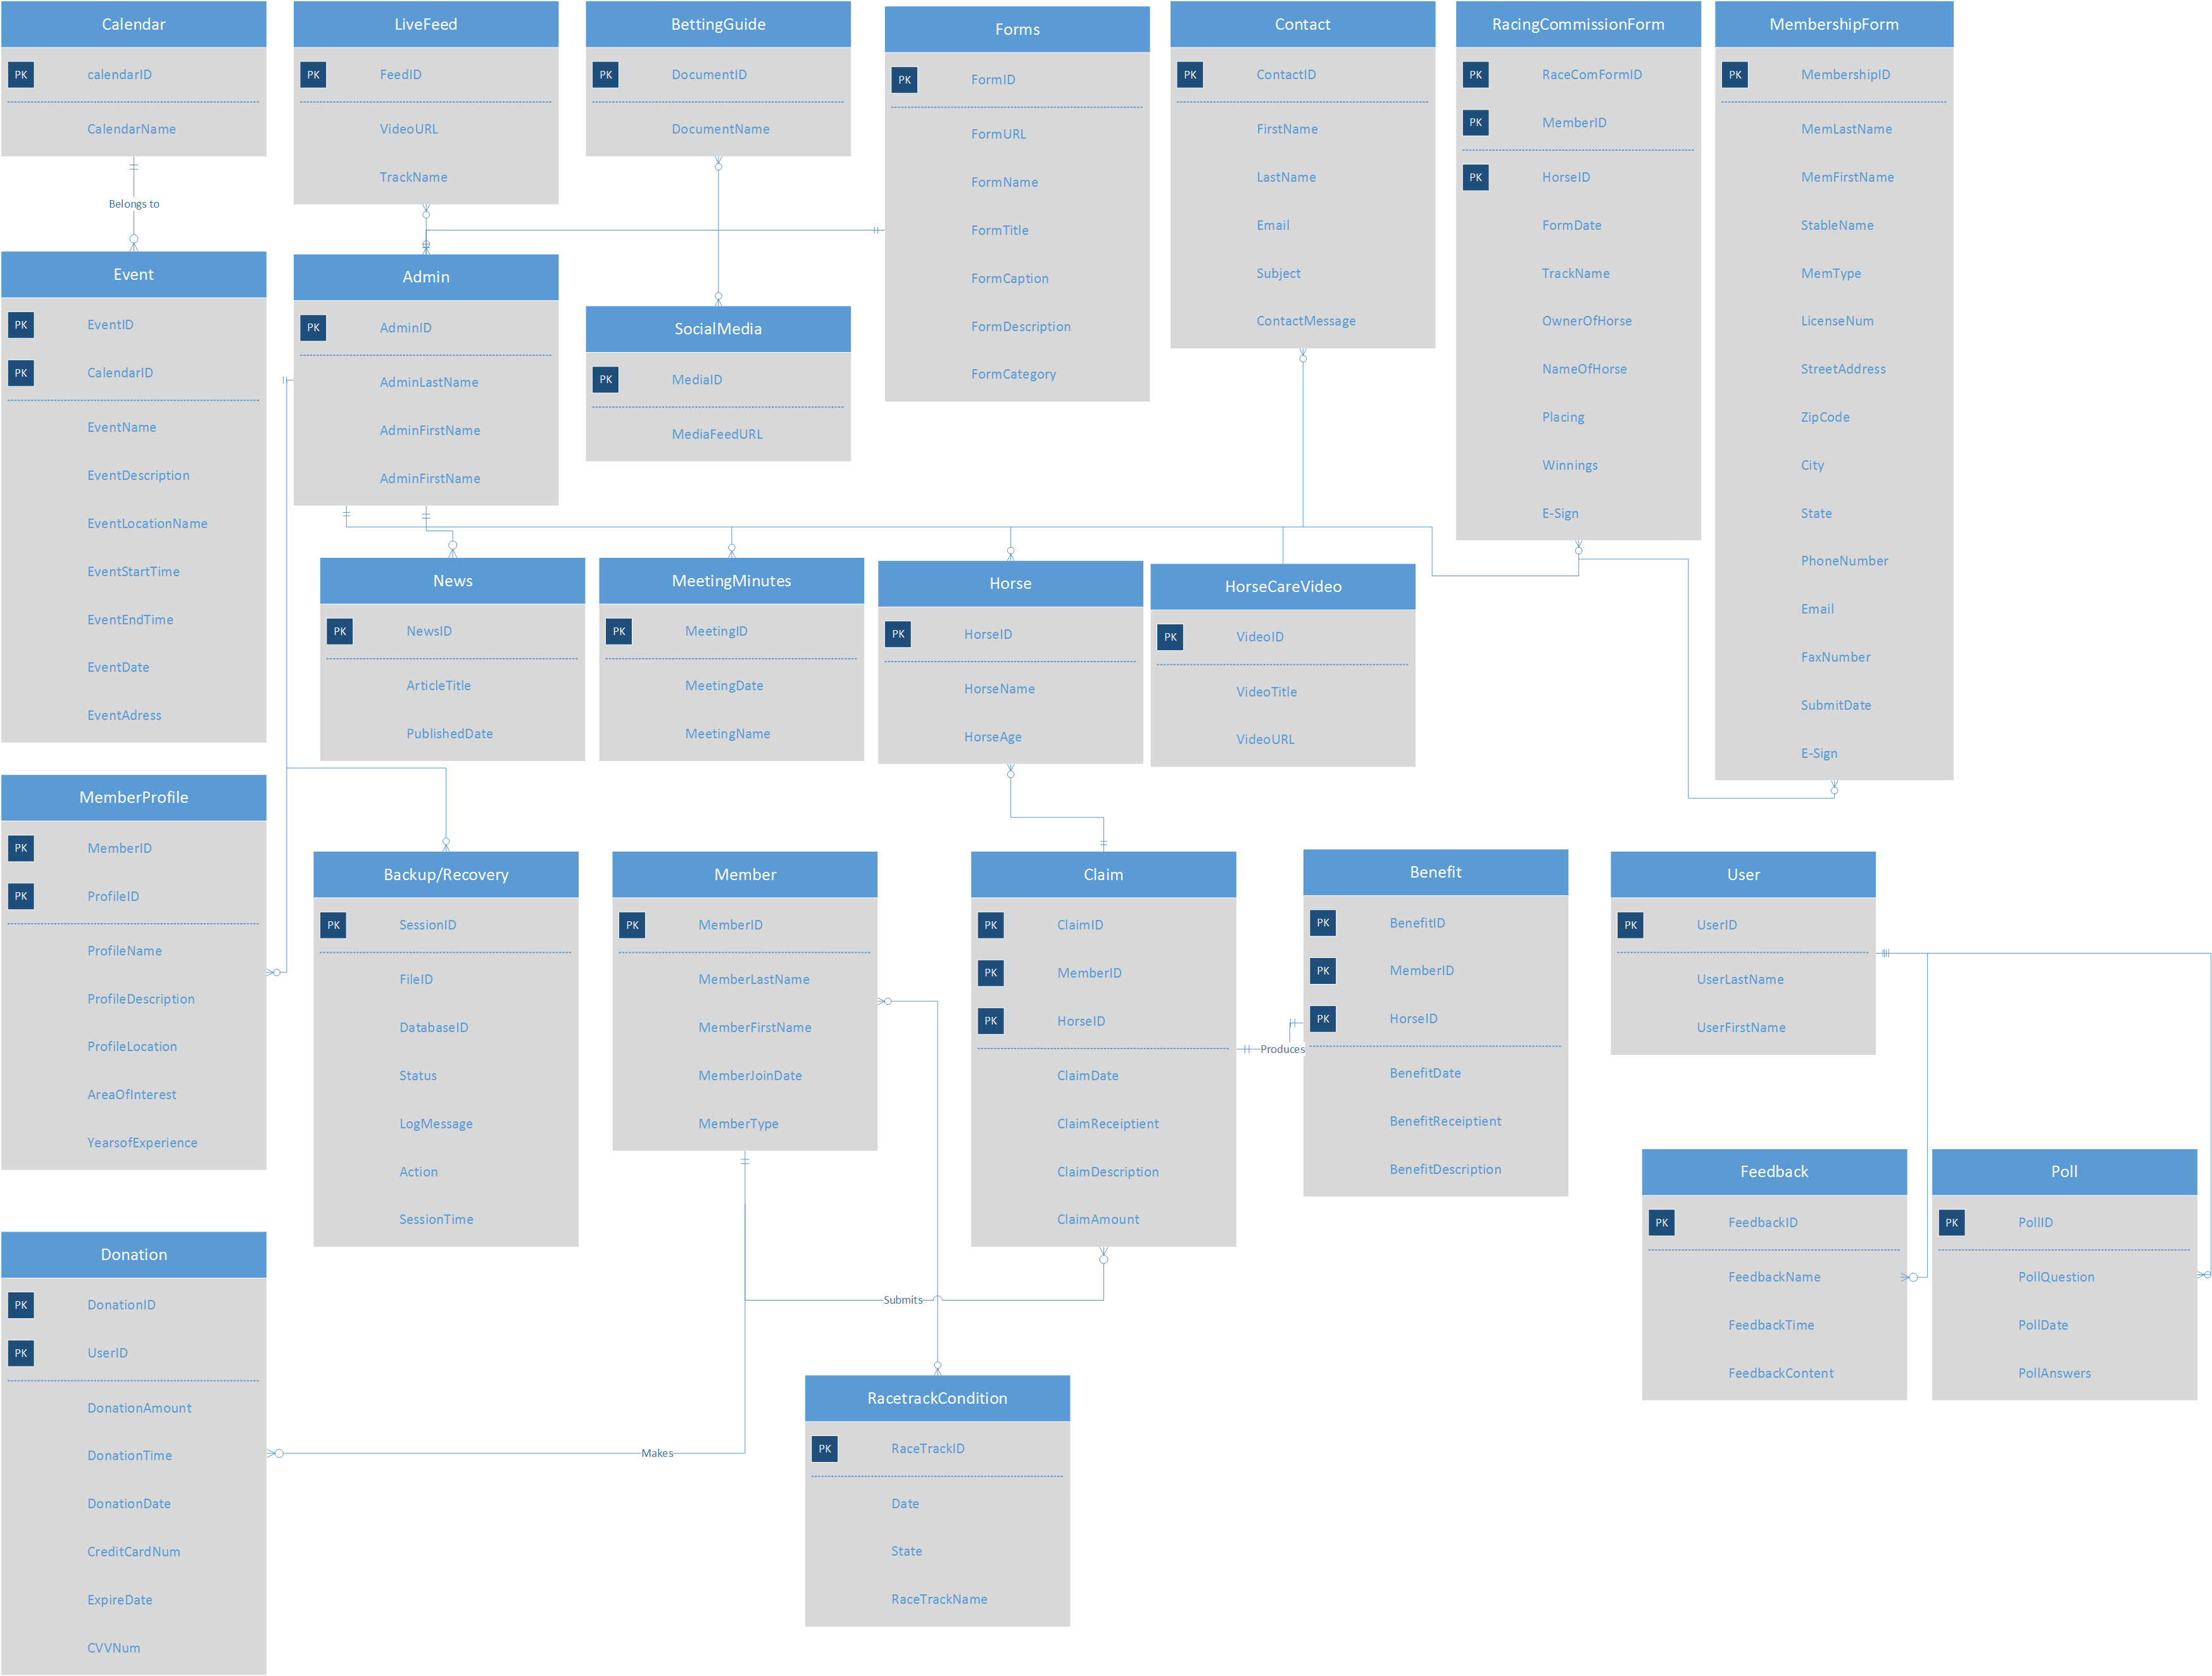 Calendar
PK calendarID
CalendarName
LiveFeed
PK FeedID
VideoURL
TrackName
BettingGuide
PK DocumentID
DocumentName
Forms
PK FormID
FormURL
FormName
FormTitle
FormCaption
FormDescription
FormCategory
Contact
PK ContactID
FirstName
LastName
Email
Subject
ContactMessage
RacingCommissionForm
PK RaceComFormID
PK MemberID
PK HorseID
FormDate
TrackName
OwnerOfHorse
NameOfHorse
Placing
Winnings
E-Sign
MembershipForm
PK MembershipID
MemLastName
MemFirstName
StableName
MemType
LicenseNum
StreetAddress
ZipCode
City
State
PhoneNumber
Email
FaxNumber
SubmitDate
E-Sign
Belongs to
Event
PK EventID
PK CalendarID
EventName
EventDescription
EventLocationName
EventStartTime
EventEndTime
EventDate
EventAdress
Admin
PK AdminID
AdminLastName
AdminFirstName
AdminFirstName
SocialMedia
PK MediaID
MediaFeedURL
News
PK NewsID
ArticleTitle
PublishedDate
MeetingMinutes
PK MeetingID
MeetingDate
MeetingName
Horse
PK HorseID
HorseName
HorseAge
HorseCareVideo
PK VideoID
VideoTitle
VideoURL
MemberProfile
PK MemberID
PK ProfileID
ProfileName
ProfileDescription
ProfileLocation
AreaOfInterest
YearsofExperience
Backup/Recovery
PK SessionID
FileID
DatabaseID
Status
LogMessage
Action
SessionTime
Member
PK MemberID
MemberLastName
MemberFirstName
MemberJoinDate
MemberType
Claim
PK ClaimID
PK MemberID
PK HorseID
ClaimDate
ClaimReceiptient
ClaimDescription
ClaimAmount
Produces
Benefit
PK BenefitID
PK MemberID
PK HorseID
BenefitDate
BenefitReceiptient
BenefitDescription
User
PK UserID
UserLastName
UserFirstName
Feedback
PK FeedbackID
FeedbackName
FeedbackTime
FeedbackContent
Poll
PK PollID
PollQuestion
PollDate
PollAnswers
Submits
Donation
PK DonationID
PK UserID
DonationAmount
DonationTime
DonationDate
CreditCardNum
ExpireDate
CVVNum
Makes
RacetrackCondition
PK RaceTrackID
Date
State
RaceTrackName